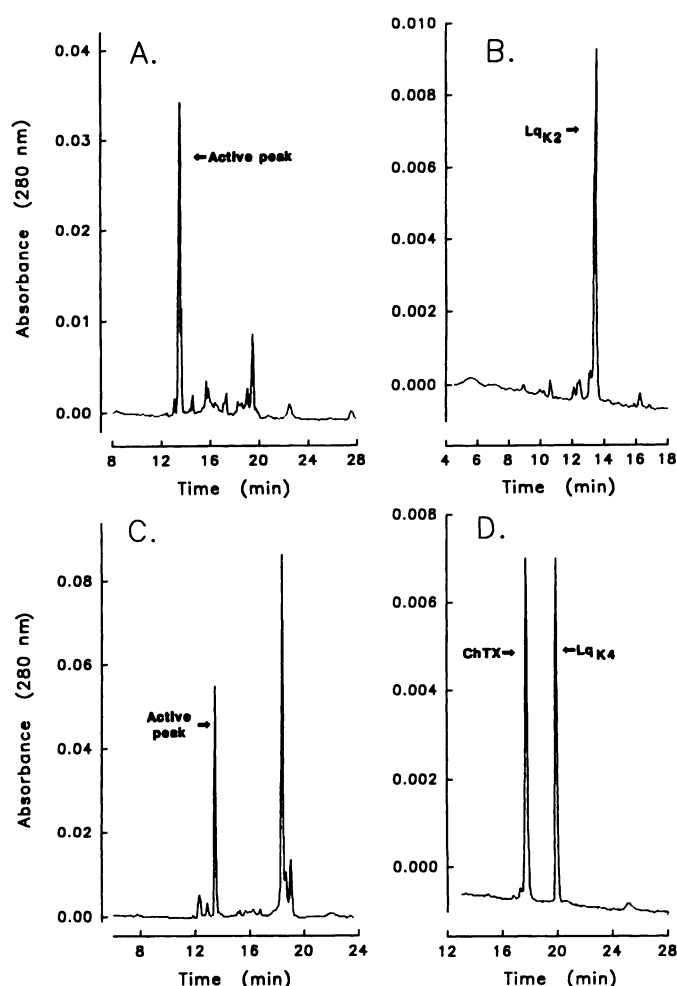 A.
Absorbance (280 nm)
0.04
0.03
0.02
0.01
0.00
⇐Active peak
8 12 16 20 24 28
Time (min)
B.
0.010
0.008
0.006
0.004
0.002
0.000
LqK2⇒
4 6 8 10 12 14 16 18
Time (min)
C.
Absorbance (280 nm)
0.08
0.06
0.04
0.02
0.00
Active
peak ⇒
8 12 16 20 24
Time (min)
D.
0.008
0.006
0.004
0.002
0.000
ChTX⇒ ⇐LqK4
12 16 20 24 28
Time (min)